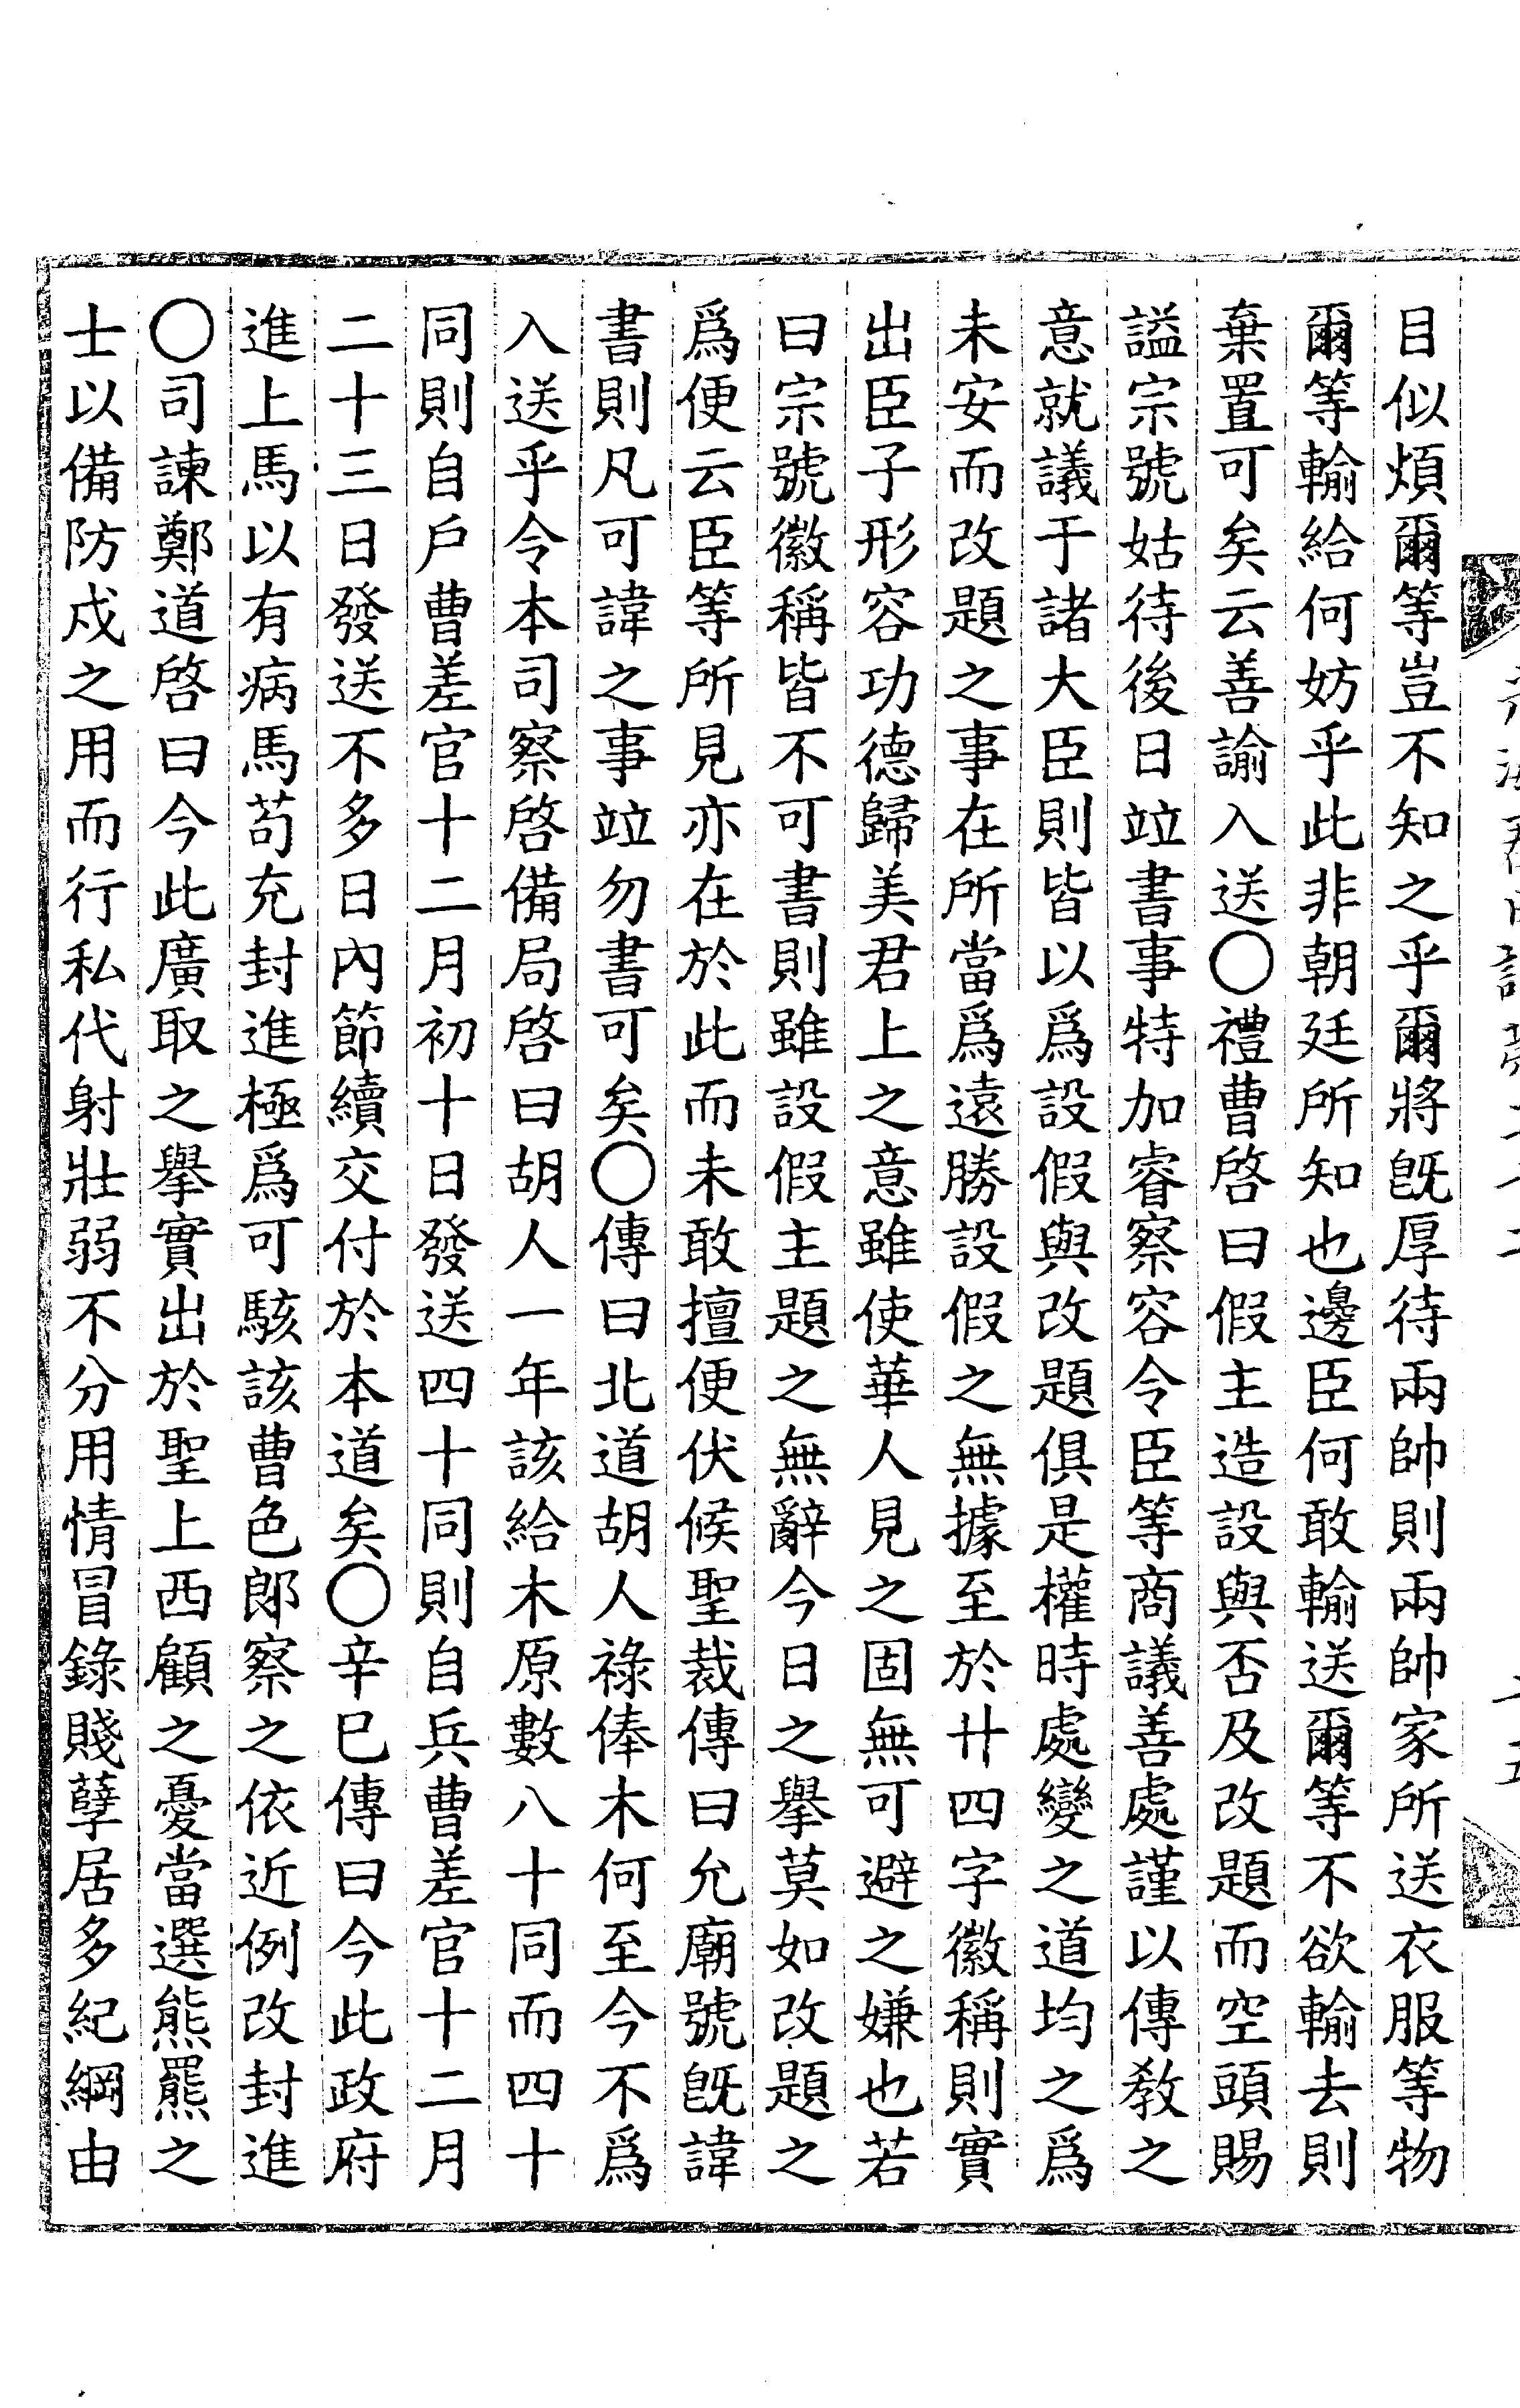 目似煩爾等豈不知之乎爾將旣厚待兩帥則兩帥家所送衣服等物
爾等輸給何妨乎此非朝廷所知也邊臣何敢輸送爾等不欲輸去則
棄置可矣云善諭入送〇禮曹啓曰假主造設與否及改題而空頭賜
謚宗號姑待後日竝書事特加睿察容令臣等商議善處謹以傳敎之
意就議于諸大臣則皆以爲設假與改題俱是權時處變之道均之爲
未安而改題之事在所當爲遠勝設假之無據至於廿四字徽稱則實
出臣子形容功德歸美君上之意雖使華人見之固無可避之嫌也若
曰宗號徽稱皆不可書則雖設假主題之無辭今日之擧莫如改題之
爲便云臣等所見亦在於此而未敢擅便伏候聖裁傳曰允廟號旣諱
書則凡可諱之事竝勿書可矣〇傳曰北道胡人祿俸木何至今不爲
入送乎令本司察啓備局啓曰胡人一年該給木原數八十同而四十
同則自戶曹差官十二月初十日發送四十同則自兵曹差官十二月
二十三日發送不多日內節續交付於本道矣〇辛巳傳曰今此政府
進上馬以有病馬苟充封進極爲可駭該曹色郞察之依近例改封進
〇司諫鄭道啓曰今此廣取之擧實出於聖上西顧之憂當選熊羆之
士以備防戍之用而行私代射壯弱不分用情冒錄賤孼居多紀綱由